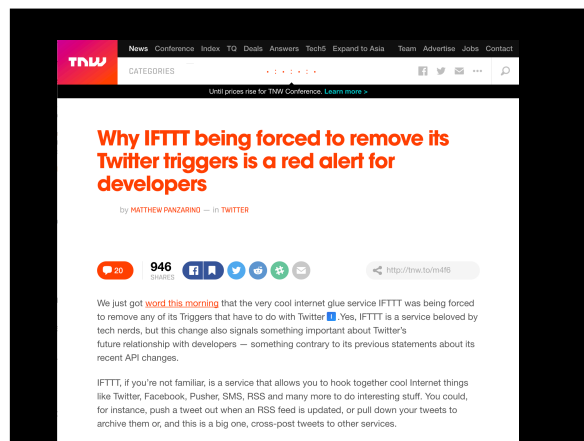 News Conference Index TQ Deals Answers Tech5 Expand to Asia Team Advertise Jobs Contact
TNW
CATEGORIES
Until prices rise for TNW Conference. Learn more >
Why IFTTT being forced to remove its
Twitter triggers is a red alert for
developers
by MATTHEW PANZARINO — in TWITTER
20
946
SHARES
http://tnw.to/m4f6
We just got word this morning that the very cool internet glue service IFTTT was being forced
to remove any of its Triggers that have to do with Twitter .Yes, IFTTT is a service beloved by
tech nerds, but this change also signals something important about Twitter's
future relationship with developers — something contrary to its previous statements about its
recent API changes.
IFTTT, if you're not familiar, is a service that allows you to hook together cool Internet things
like Twitter, Facebook, Pusher, SMS, RSS and many more to do interesting stuff. You could,
for instance, push a tweet out when an RSS feed is updated, or pull down your tweets to
archive them or, and this is a big one, cross-post tweets to other services.